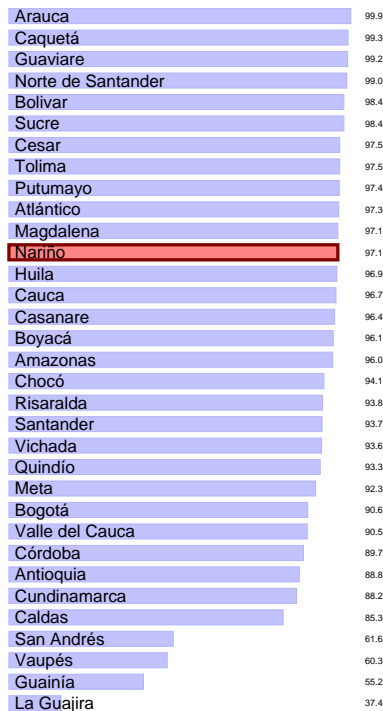 Arauca 99.9
Caquetá 99.3
Guaviare 99.2
Norte de Santander 99.0
Bolivar 98.4
Sucre 98.4
Cesar 97.5
Tolima 97.5
Putumayo 97.4
Atlántico 97.3
Magdalena 97.1
Nariño 97.1
Huila 96.9
Cauca 96.7
Casanare 96.4
Boyacá 96.1
Amazonas 96.0
Chocó 94.1
Risaralda 93.8
Santander 93.7
Vichada 93.6
Quindío 93.3
Meta 92.3
Bogotá 90.6
Valle del Cauca 90.5
Córdoba 89.7
Antioquia 88.8
Cundinamarca 88.2
Caldas 85.3
San Andrés 61.6
Vaupés 60.3
Guainía 55.2
La Guajira 37.4